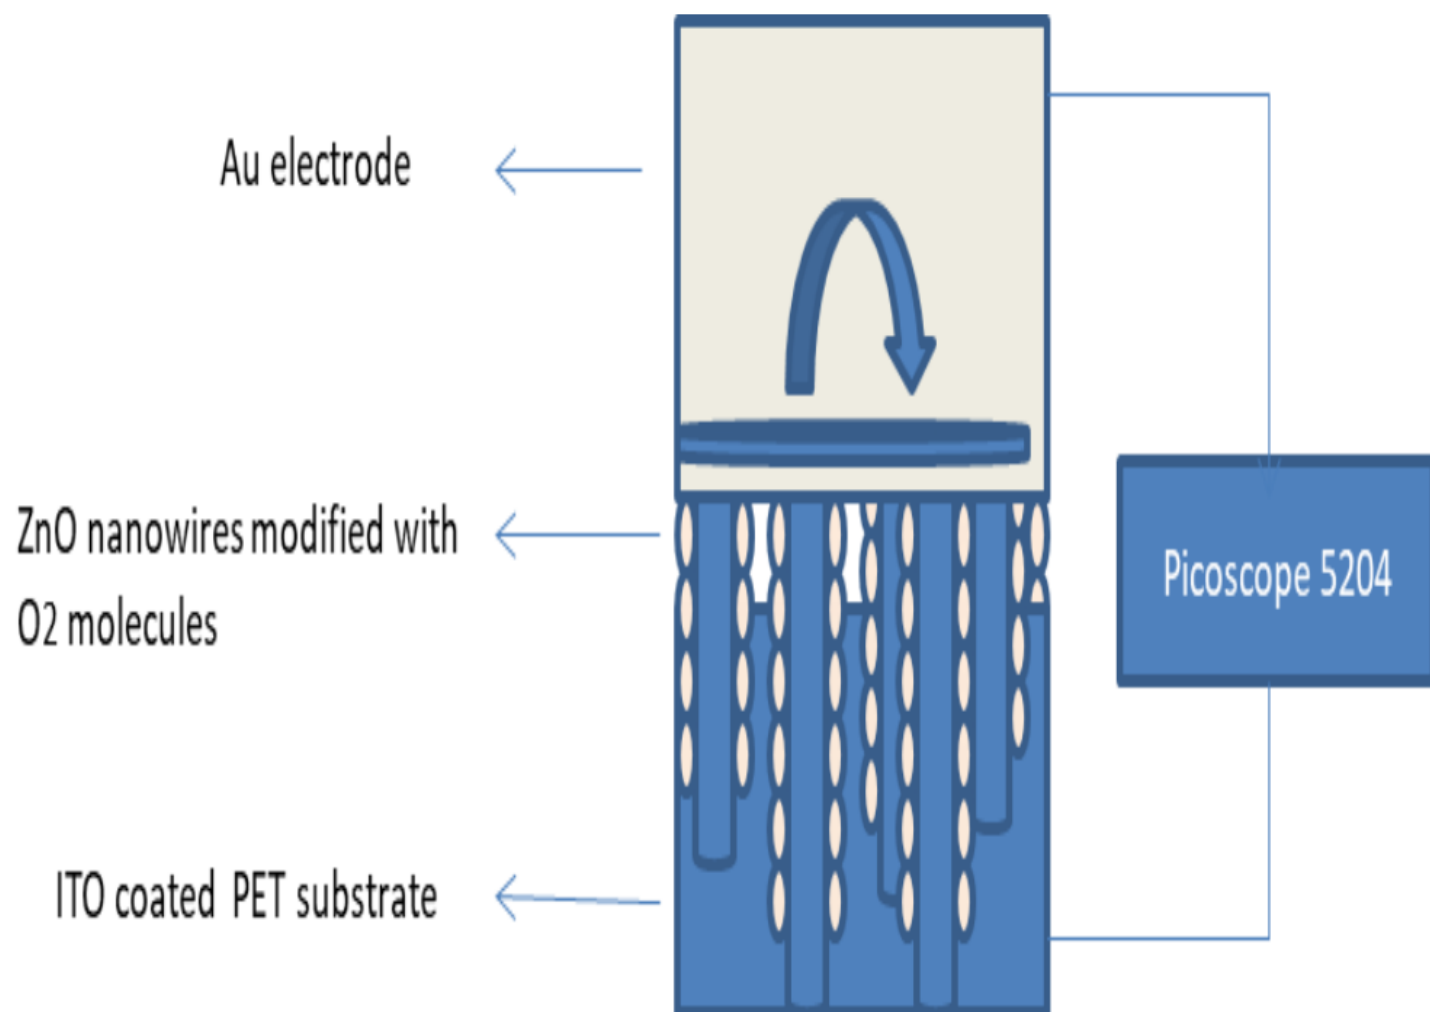 Au electrode
ZnO nanowires modified with
O2 molecules
Picoscope 5204
ITO coated PET substrate